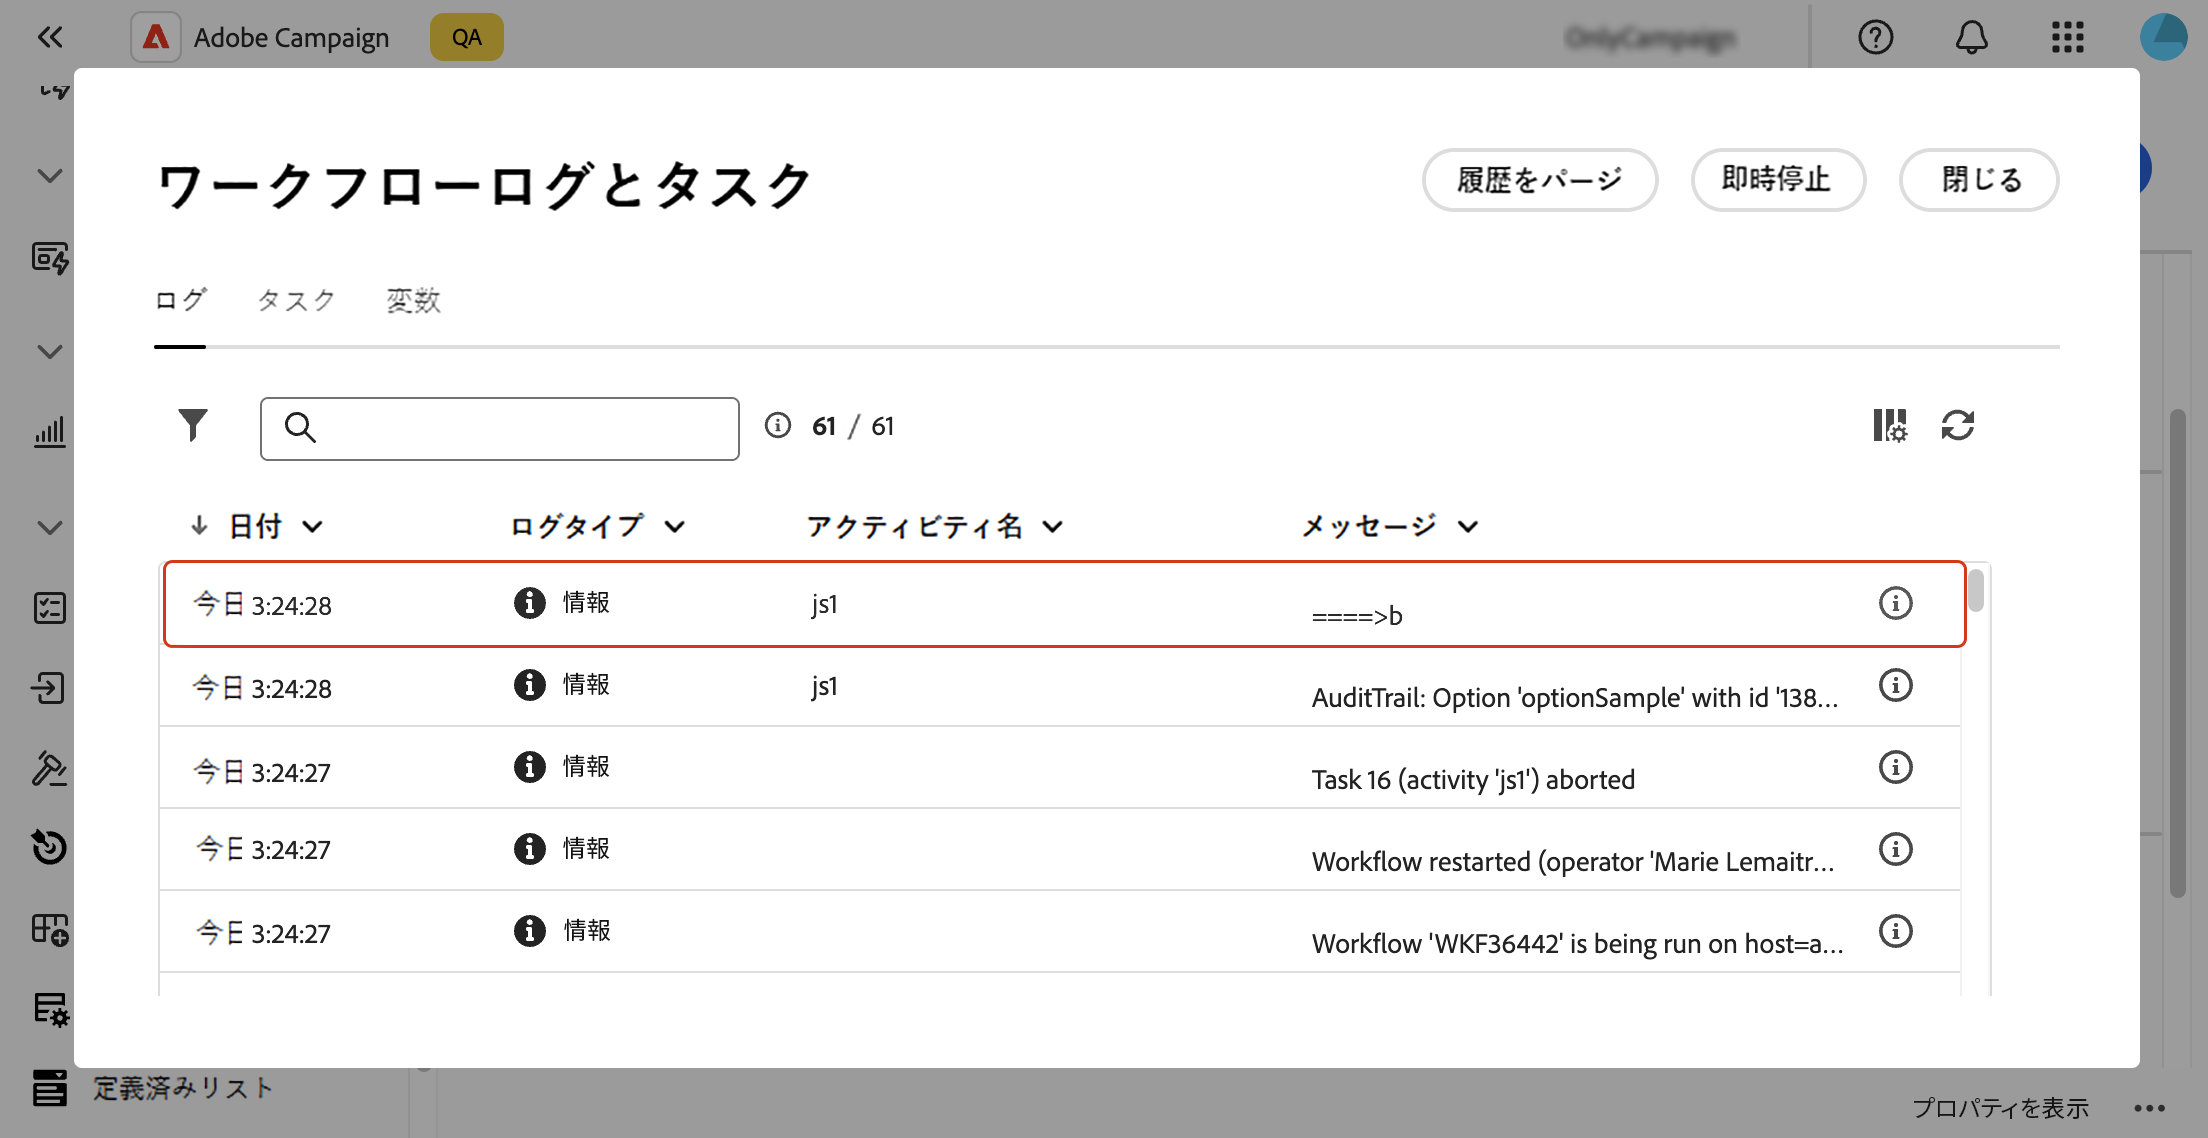 Adobe Campaign
QA
ワークフローログとタスク
履歴をパージ
即時停止
閉じる
ログ
タスク
変数
61 / 61
日付
ログタイプ
アクティビティ名
メッセージ
今日 3:24:28
情報
js1
====>b
今日 3:24:28
情報
js1
AuditTrail: Option 'optionSample' with id '138...
今日 3:24:27
情報
Task 16 (activity 'js1') aborted
今日 3:24:27
情報
Workflow restarted (operator 'Marie Lemaitr...
今日 3:24:27
情報
Workflow 'WKF36442' is being run on host=a...
定義済みリスト
プロパティを表示